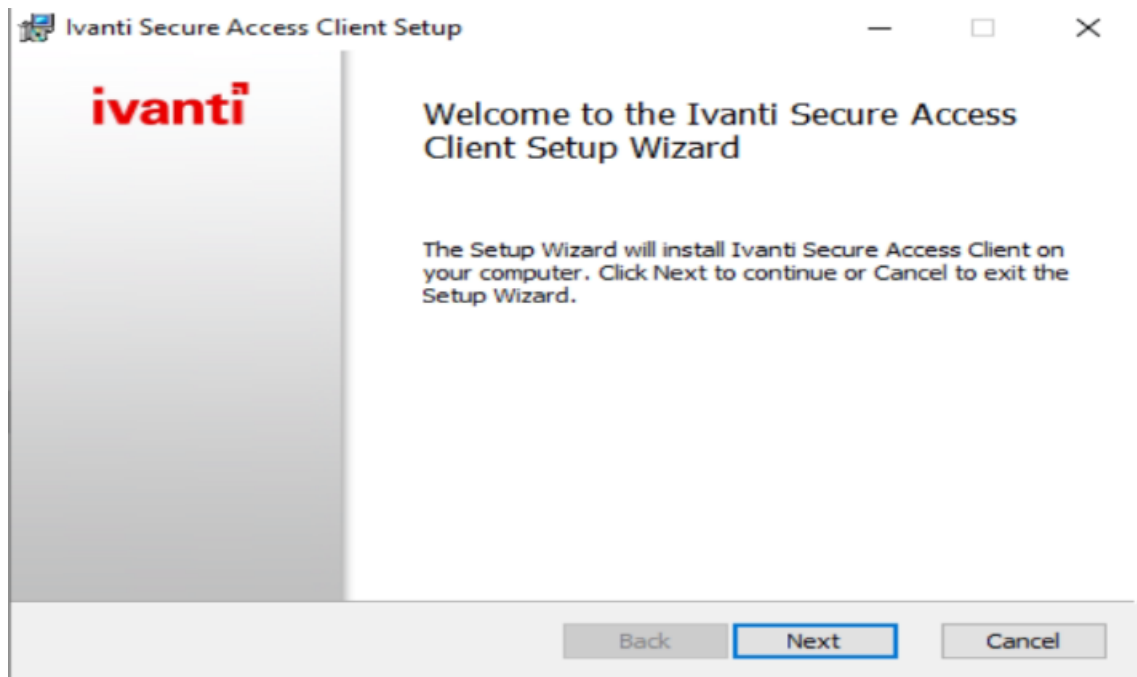 Ivanti Secure Access Client Setup
ivanti
Welcome to the Ivanti Secure Access
Client Setup Wizard
The Setup Wizard will install Ivanti Secure Access Client on
your computer. Click Next to continue or Cancel to exit the
Setup Wizard.
Back
Next
Cancel